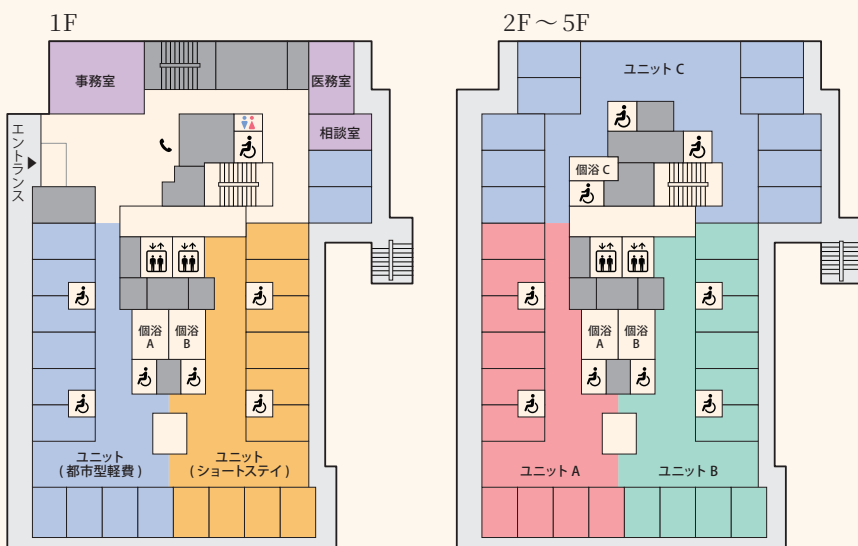 1F
事務室
医務室
相談室
エントランス
個浴
A
個浴
B
ユニット
(都市型軽費)
ユニット
(ショートステイ)
2F～5F
ユニット C
個浴 C
個浴
A
個浴
B
ユニット A
ユニット B